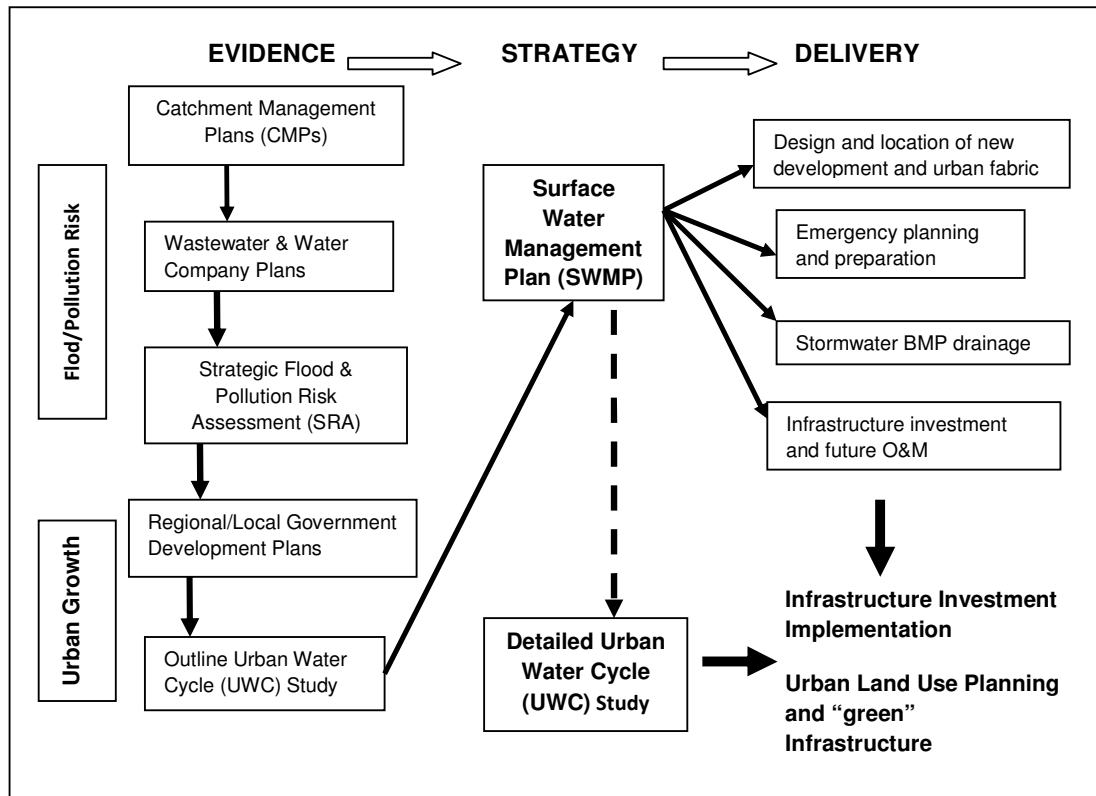 EVIDENCE
STRATEGY
DELIVERY
Flod/Pollution Risk
Urban Growth
Catchment Management
Plans (CMPs)
Wastewater & Water
Company Plans
Strategic Flood &
Pollution Risk
Assessment (SRA)
Regional/Local Government
Development Plans
Outline Urban Water
Cycle (UWC) Study
Surface
Water
Management
Plan (SWMP)
Detailed Urban
Water Cycle
(UWC) Study
Design and location of new
development and urban fabric
Emergency planning
and preparation
Stormwater BMP drainage
Infrastructure investment
and future O&M
Infrastructure Investment
Implementation
Urban Land Use Planning
and “green”
Infrastructure